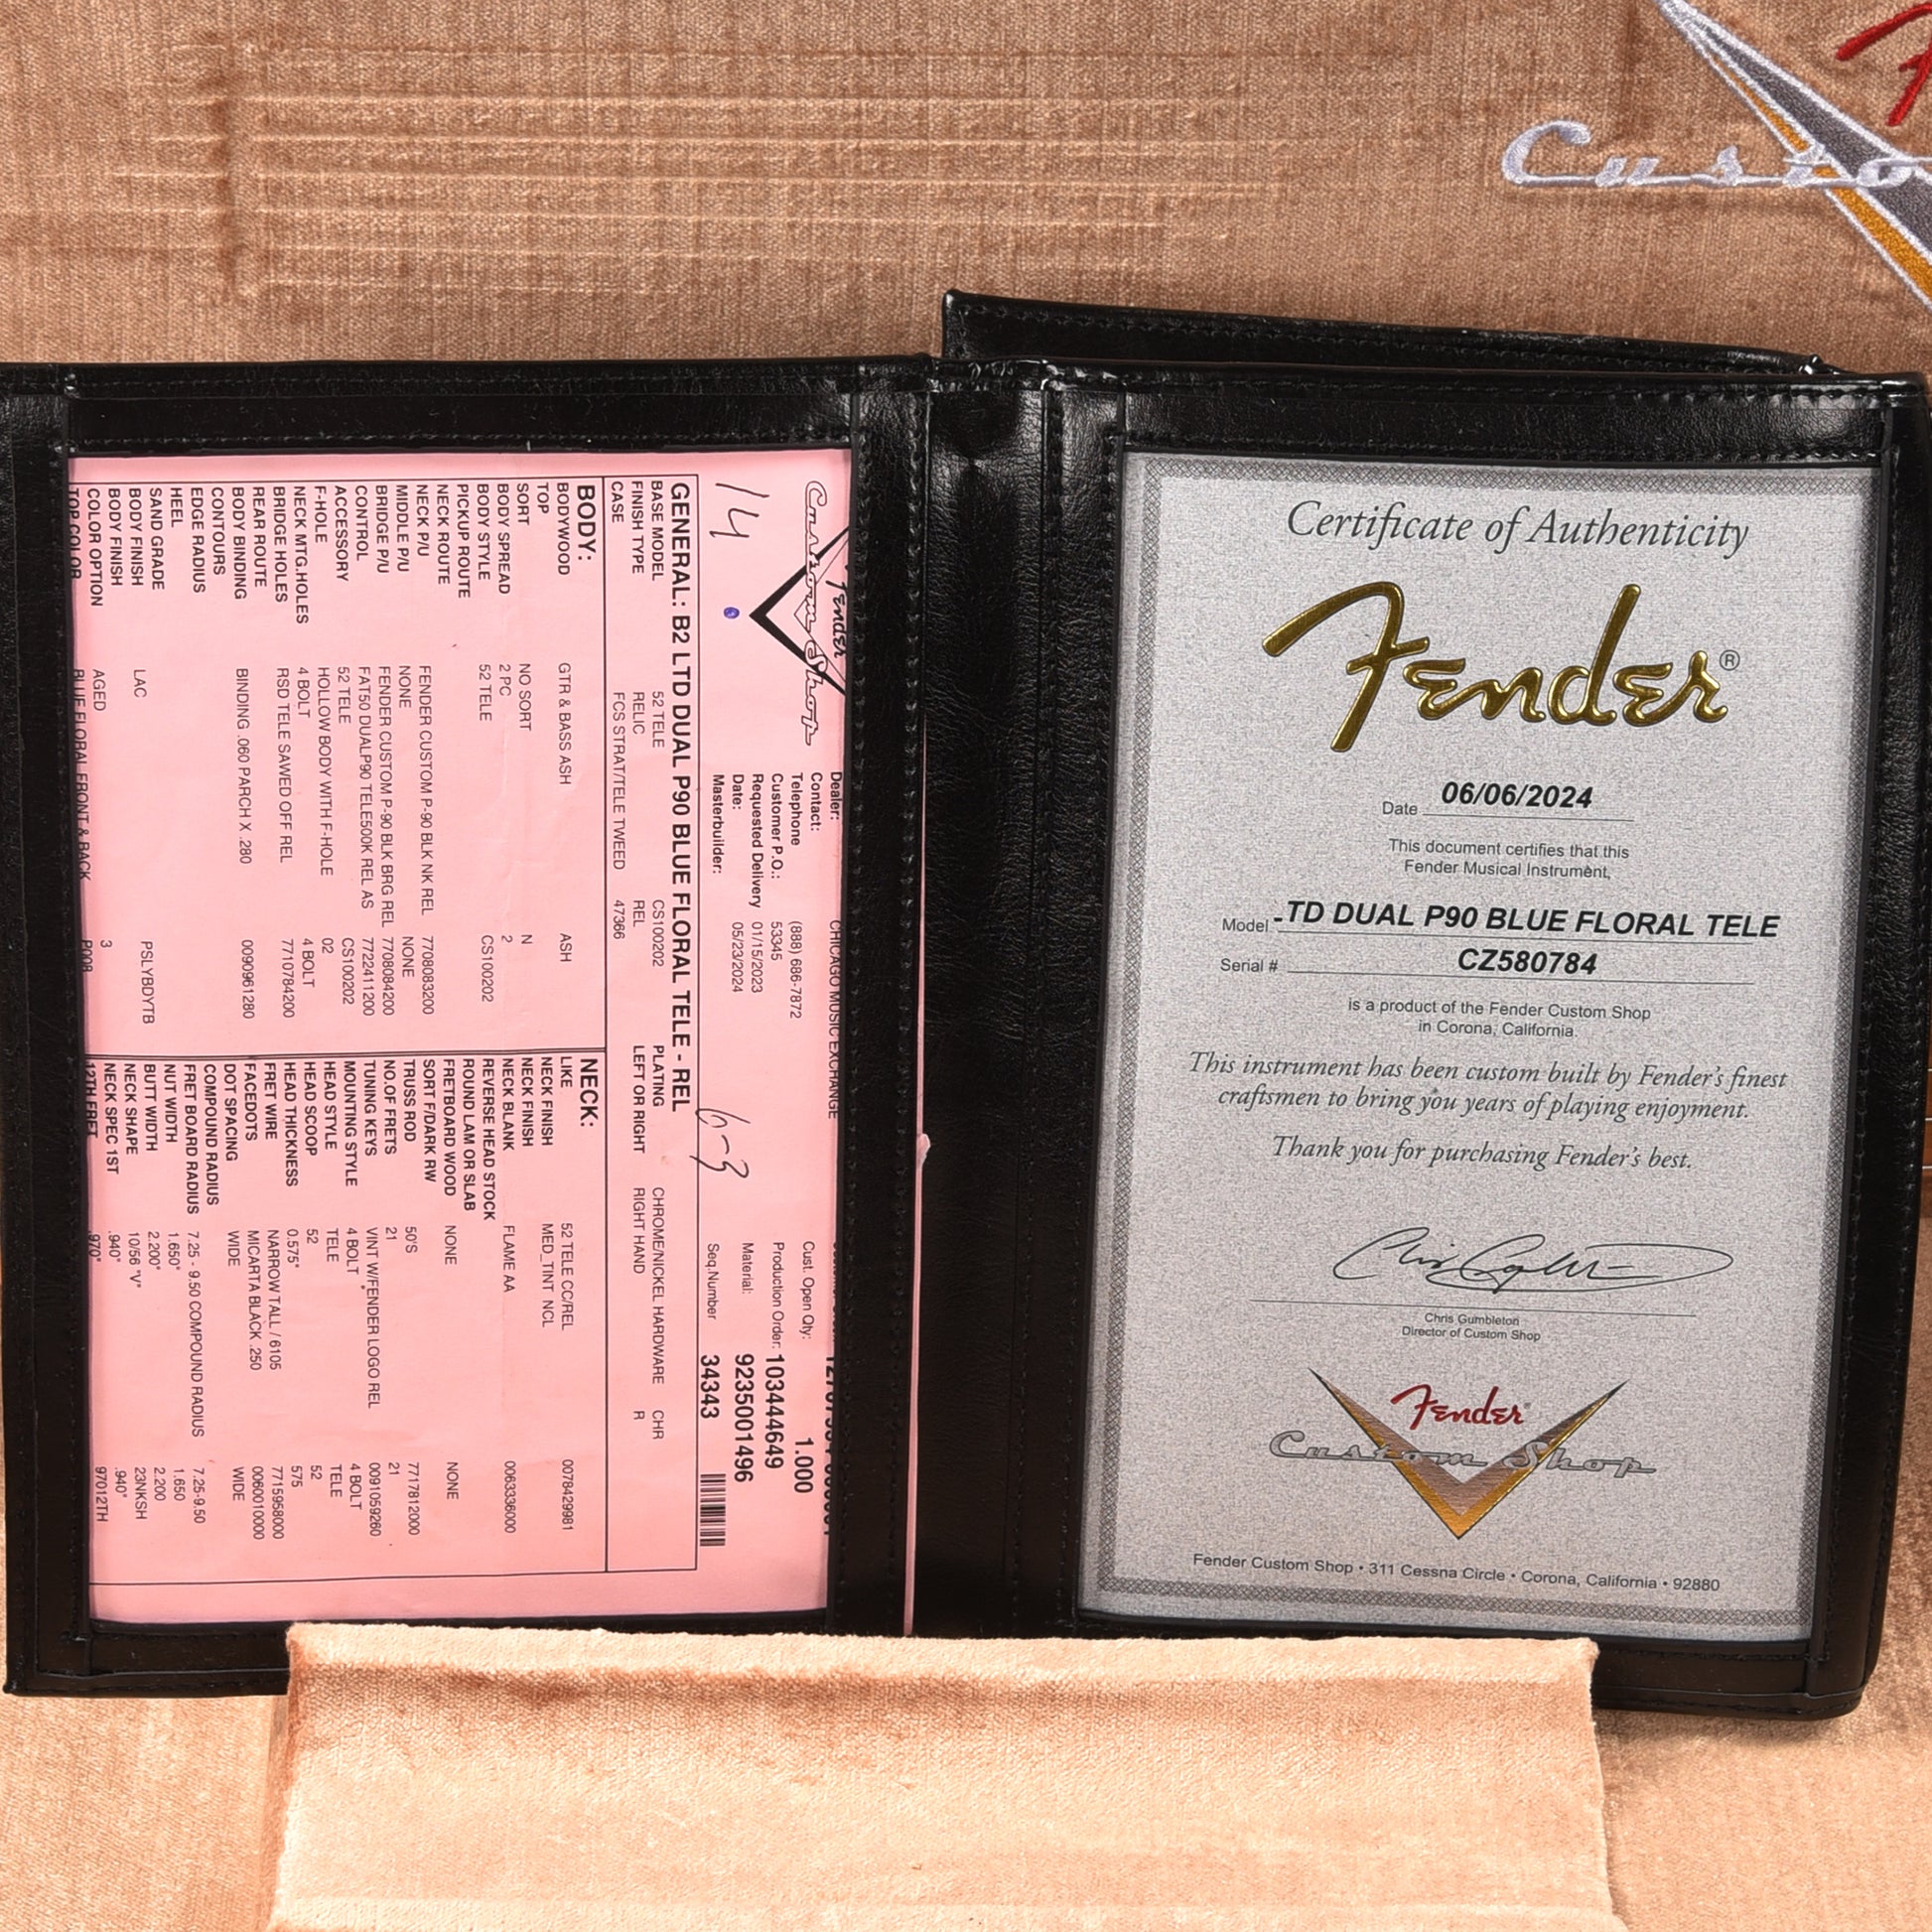 Custo
Fender
Custom Shop
14
Dealer: CHICAGO MUSIC EXCHANGE
Contact:
Telephone (888) 686-7872
Customer P.O.: 53345
Requested Delivery 01/15/2023
Date: 05/23/2024
Masterbuilder:
Cust. Open Qty: 1.000
Production Order: 103444649
Material: 9235001496
Seq.Number 34343
6-3
GENERAL: B2 LTD DUAL P90 BLUE FLORAL TELE - REL
BASE MODEL 52 TELE CS100202 PLATING CHROME/NICKEL HARDWARE CHR
FINISH TYPE RELIC REL LEFT OR RIGHT RIGHT HAND R
CASE FCS STRAT/TELE TWEED 47366
BODY:
BODYWOOD GTR & BASS ASH ASH
TOP
SORT NO SORT N
BODY SPREAD 2 PC 2
BODY STYLE 52 TELE CS100202
PICKUP ROUTE
NECK ROUTE
NECK P/U FENDER CUSTOM P-90 BLK NK REL 7708083200
MIDDLE P/U NONE NONE
BRIDGE P/U FENDER CUSTOM P-90 BLK BRG REL 7708084200
CONTROL FAT50 DUALP90 TELE500K REL AS 7722411200
ACCESSORY 52 TELE CS100202
F-HOLE HOLLOW BODY WITH F-HOLE 02
NECK MTG.HOLES 4 BOLT 4 BOLT
BRIDGE HOLES RSD TELE SAWED OFF REL 7710784200
REAR ROUTE
BODY BINDING BINDING .060 PARCH X .280 0090961280
CONTOURS
EDGE RADIUS
HEEL
SAND GRADE
BODY FINISH LAC PSLYBDYTB
BODY FINISH
COLOR OPTION AGED 3
TOP COLOR BLUE FLORAL FRONT & BACK P008
NECK:
LIKE 52 TELE CC/REL 0078429981
NECK FINISH MED_TINT NCL
NECK FINISH
NECK BLANK FLAME AA 0063336000
REVERSE HEAD STOCK
ROUND LAM OR SLAB
FRETBOARD WOOD NONE NONE
SORT F/DARK RW
TRUSS ROD 50'S 7717812000
NO.OF FRETS 21 21
TUNING KEYS VINT W/FENDER LOGO REL 0091059260
MOUNTING STYLE 4 BOLT 4 BOLT
HEAD STYLE TELE TELE
HEAD SCOOP 52 52
HEAD THICKNESS 0.575" 575
FRET WIRE NARROW TALL / 6105 7715958000
FACEDOTS MICARTA BLACK .250 0060010000
DOT SPACING WIDE WIDE
COMPOUND RADIUS
FRET BOARD RADIUS 7.25 - 9.50 COMPOUND RADIUS 7.25-9.50
NUT WIDTH 1.650" 1.650
BUTT WIDTH 2.200" 2.200
NECK SHAPE 10/56 "V" 23NKSH
NECK SPEC 1ST .940" .940"
12TH FRET .970" 97012TH
Certificate of Authenticity
Fender®
Date 06/06/2024
This document certifies that this
Fender Musical Instrument,
Model -TD DUAL P90 BLUE FLORAL TELE
Serial # CZ580784
is a product of the Fender Custom Shop
in Corona, California.
This instrument has been custom built by Fender's finest
craftsmen to bring you years of playing enjoyment.
Thank you for purchasing Fender's best.
Chris Gumbleton
Director of Custom Shop
Fender
Custom Shop
Fender Custom Shop • 311 Cessna Circle • Corona, California • 92880